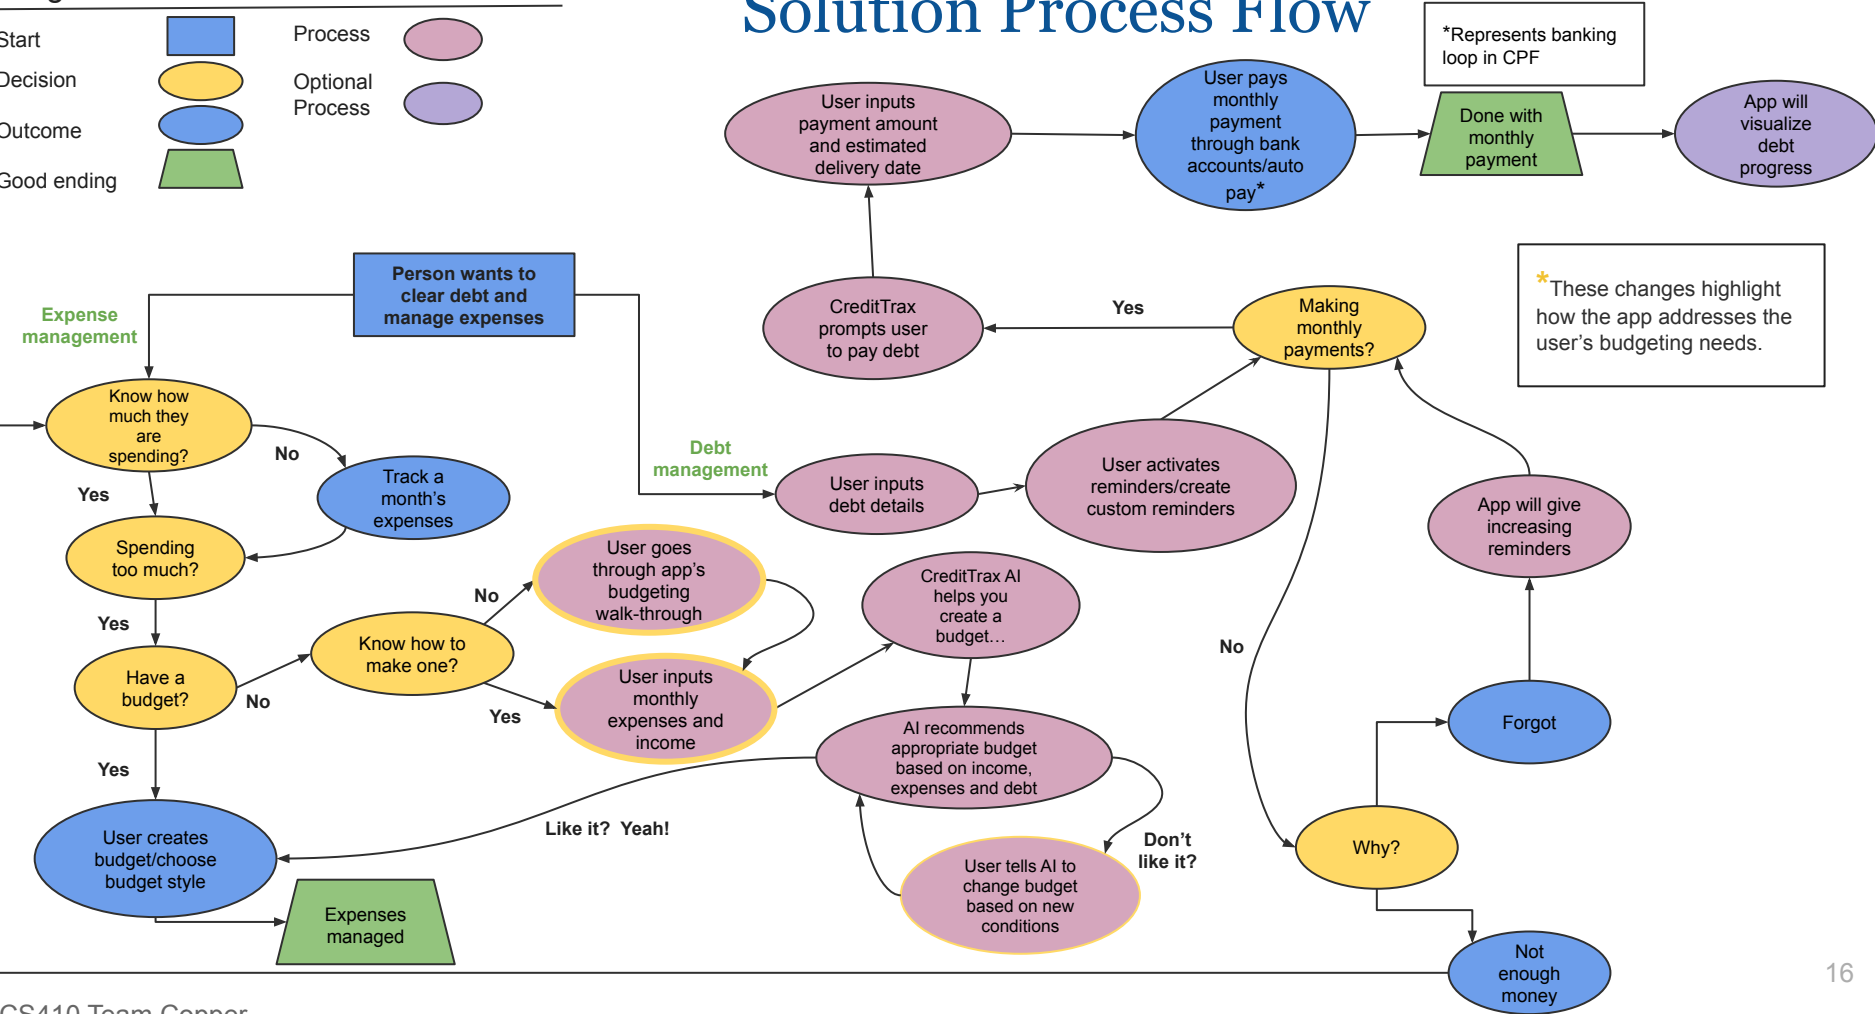 Solution Process Flow
Start
Decision
Outcome
Good ending
Process
Optional
Process
*Represents banking
loop in CPF
User inputs
payment amount
and estimated
delivery date
User pays
monthly
payment
through bank
accounts/auto
pay*
Done with
monthly
payment
App will
visualize
debt
progress
Person wants to
clear debt and
manage expenses
Expense
management
CreditTrax
prompts user
to pay debt
Yes
Making
monthly
payments?
*These changes highlight
how the app addresses the
user's budgeting needs.
Know how
much they
are
spending?
No
Yes
Track a
month's
expenses
Debt
management
User inputs
debt details
User activates
reminders/create
custom reminders
App will give
increasing
reminders
Spending
too much?
Yes
User goes
through app's
budgeting
walk-through
No
Know how to
make one?
CreditTrax AI
helps you
create a
budget…
No
Have a
budget?
No
Yes
User inputs
monthly
expenses and
income
AI recommends
appropriate budget
based on income,
expenses and debt
Forgot
Yes
Like it?  Yeah!
Don't
like it?
Why?
User creates
budget/choose
budget style
User tells AI to
change budget
based on new
conditions
Expenses
managed
Not
enough
money
16